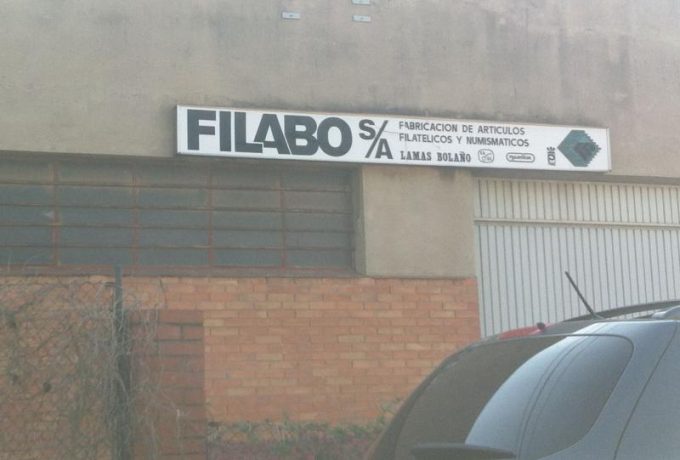 FILABO S/A
FABRICACION DE ARTICULOS
FILATELICOS Y NUMISMATICOS
LAMAS BOLAÑO